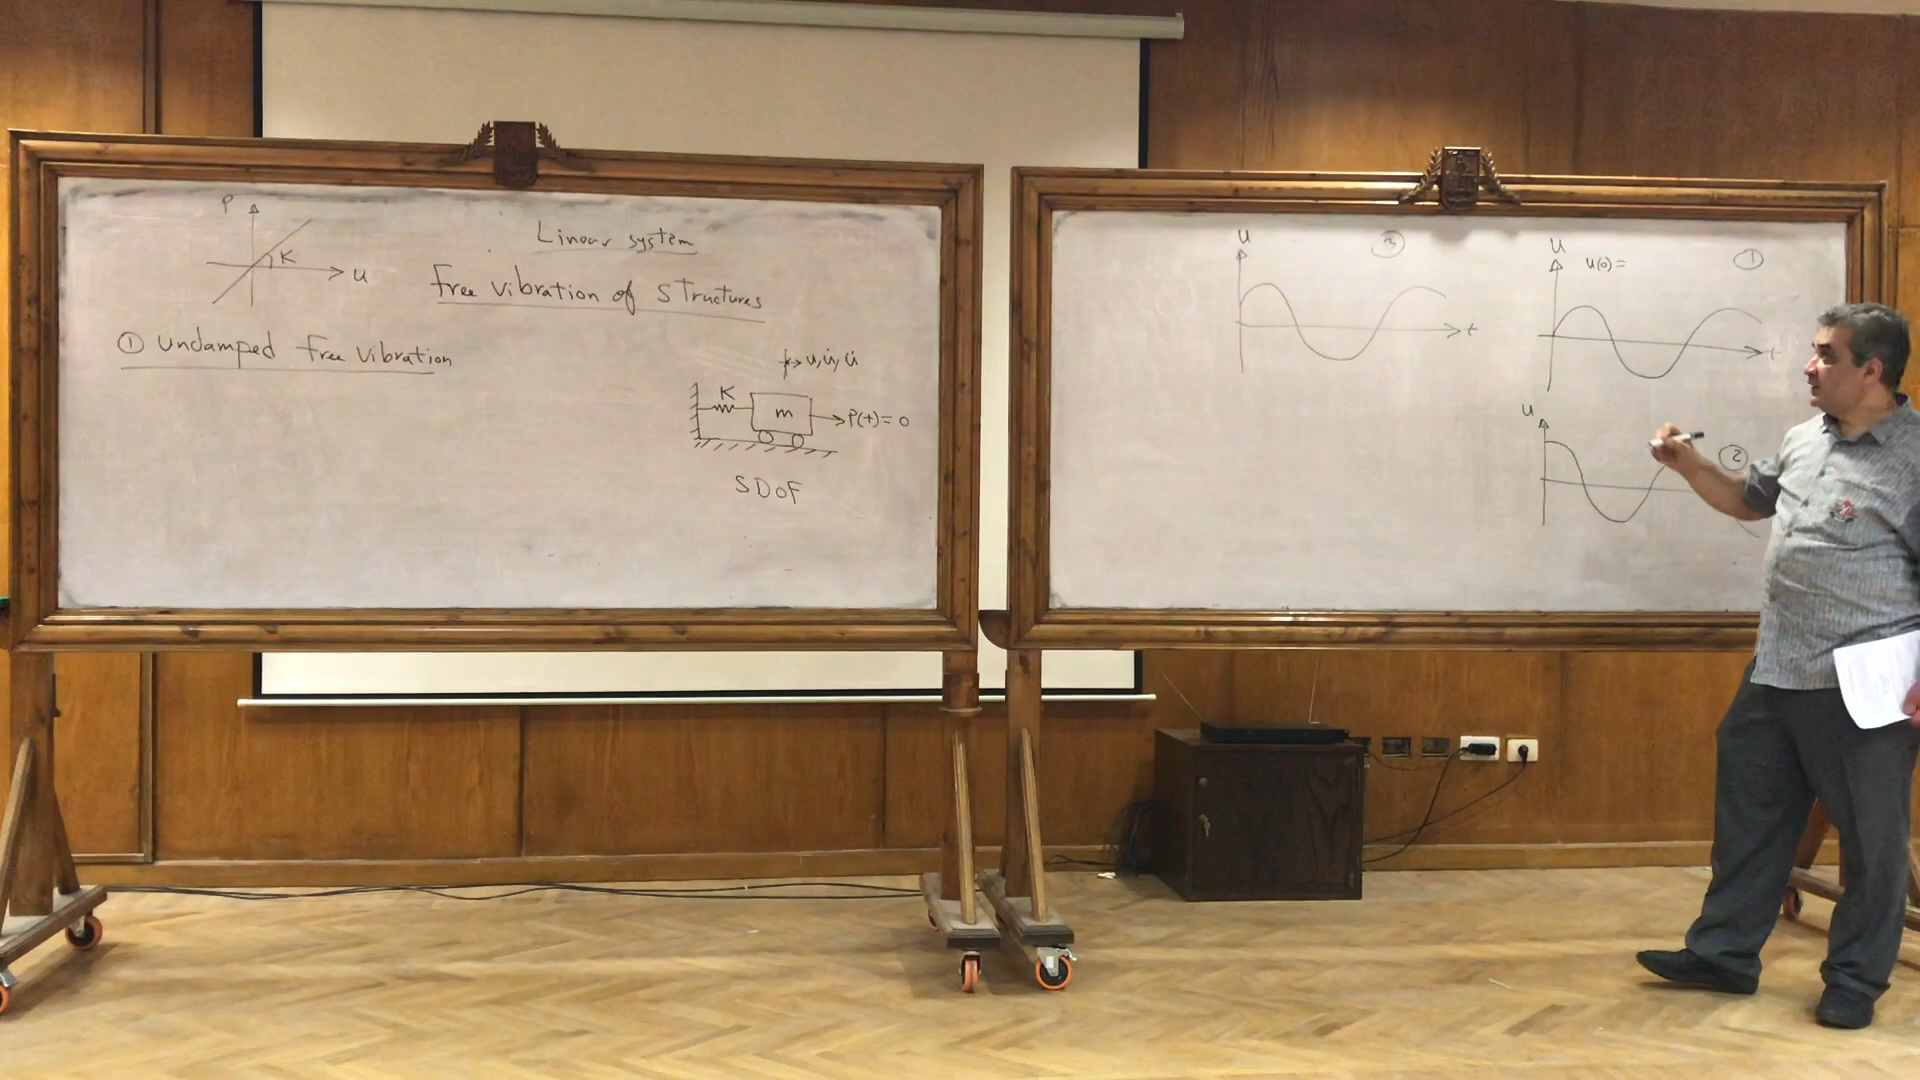 P
K
u
Linear system
Free vibration of Structures
① undamped free vibration
u, u̇, ü
K
m
P(t) = 0
SDOF
u
③
t
u
u(0) =
①
t
u
②